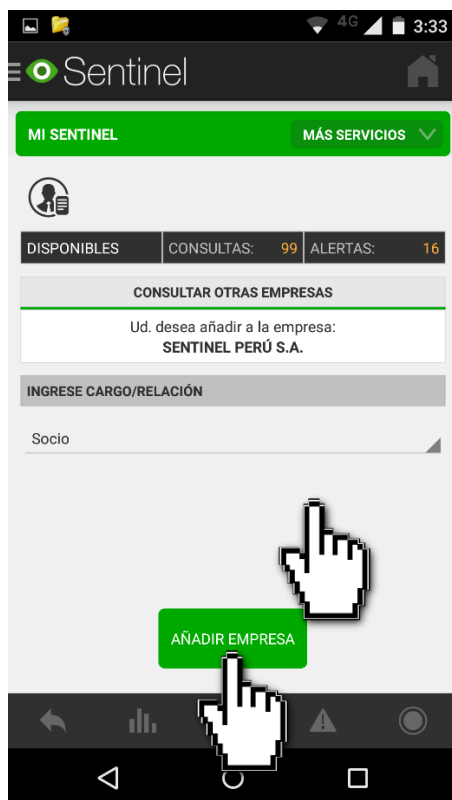 4G 3:33
Sentinel
MI SENTINEL MÁS SERVICIOS
DISPONIBLES CONSULTAS: 99 ALERTAS: 16
CONSULTAR OTRAS EMPRESAS
Ud. desea añadir a la empresa:
SENTINEL PERÚ S.A.
INGRESE CARGO/RELACIÓN
Socio
AÑADIR EMPRESA